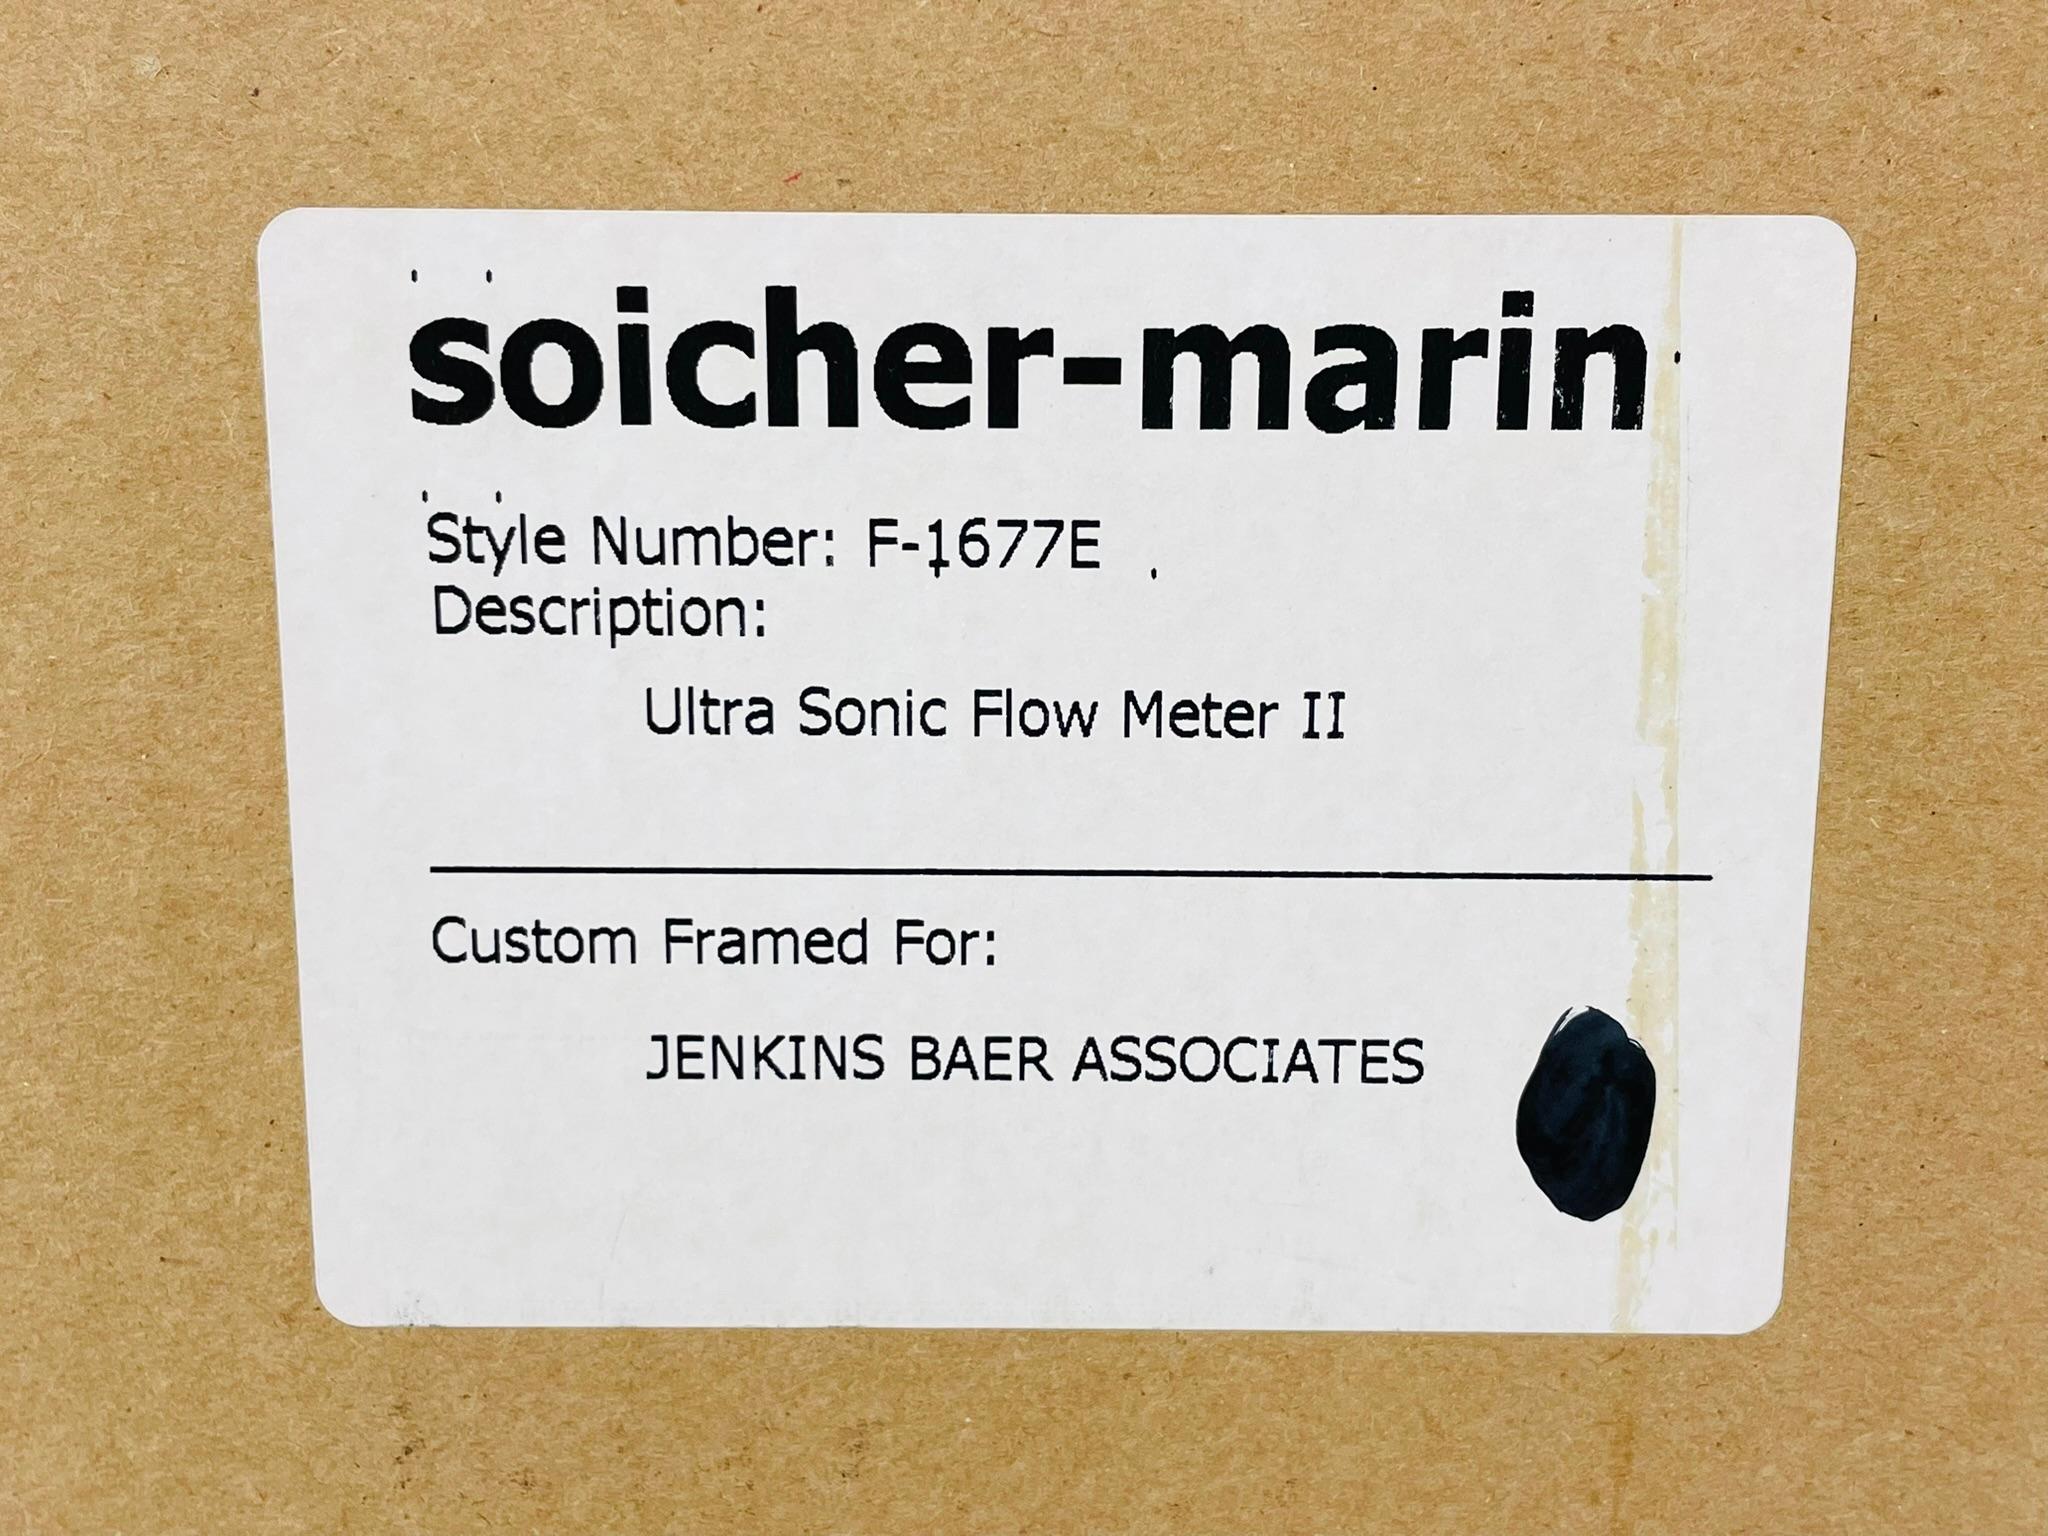 soicher-marin
Style Number: F-1677E
Description:
Ultra Sonic Flow Meter II
Custom Framed For:
JENKINS BAER ASSOCIATES